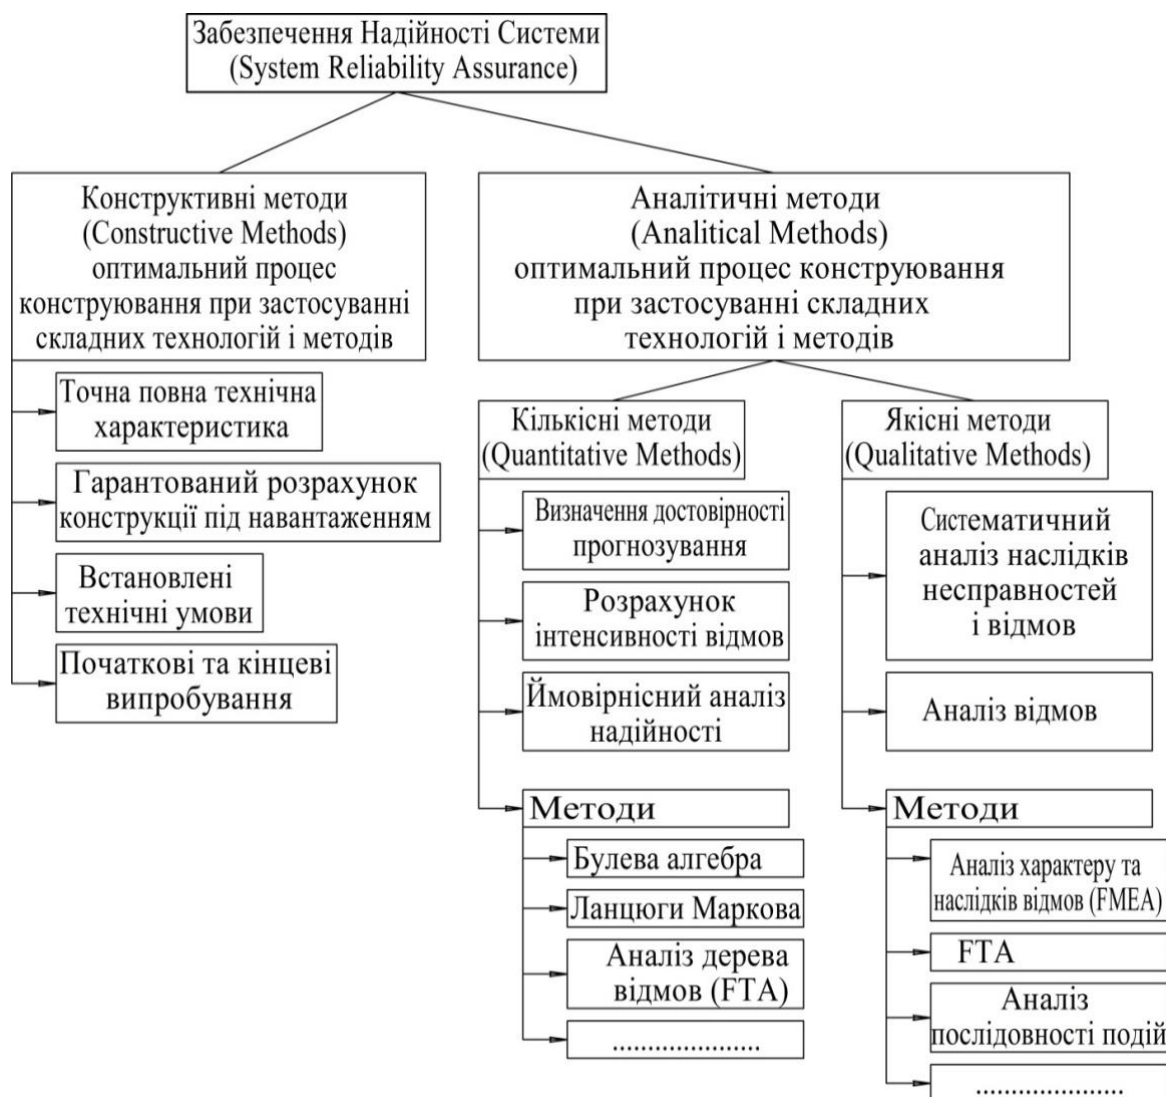 Забезпечення Надійності Системи
(System Reliability Assurance)
Конструктивні методи
(Constructive Methods)
оптимальний процес
конструювання при застосуванні
складних технологій і методів
Точна повна технічна
характеристика
Гарантований розрахунок
конструкції під навантаженням
Встановлені
технічні умови
Початкові та кінцеві
випробування
Аналітичні методи
(Analitical Methods)
оптимальний процес конструювання
при застосуванні складних
технологій і методів
Кількісні методи
(Quantitative Methods)
Визначення достовірності
прогнозування
Розрахунок
інтенсивності відмов
Ймовірнісний аналіз
надійності
Методи
Булева алгебра
Ланцюги Маркова
Аналіз дерева
відмов (FTA)
.....................
Якісні методи
(Qualitative Methods)
Систематичний
аналіз наслідків
несправностей
і відмов
Аналіз відмов
Методи
Аналіз характеру та
наслідків відмов (FMEA)
FTA
Аналіз
послідовності подій
.....................